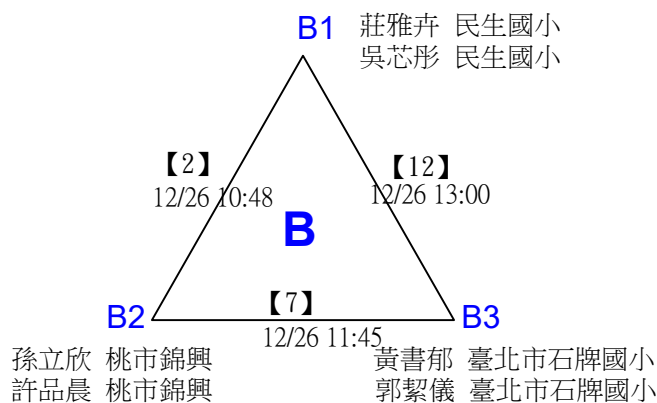 B1
莊雅卉 民生國小
吳芯彤 民生國小
【2】
12/26 10:48
【12】
12/26 13:00
B
B2
【7】
12/26 11:45
B3
孫立欣 桃市錦興
許品晨 桃市錦興
黃書郁 臺北市石牌國小
郭絜儀 臺北市石牌國小